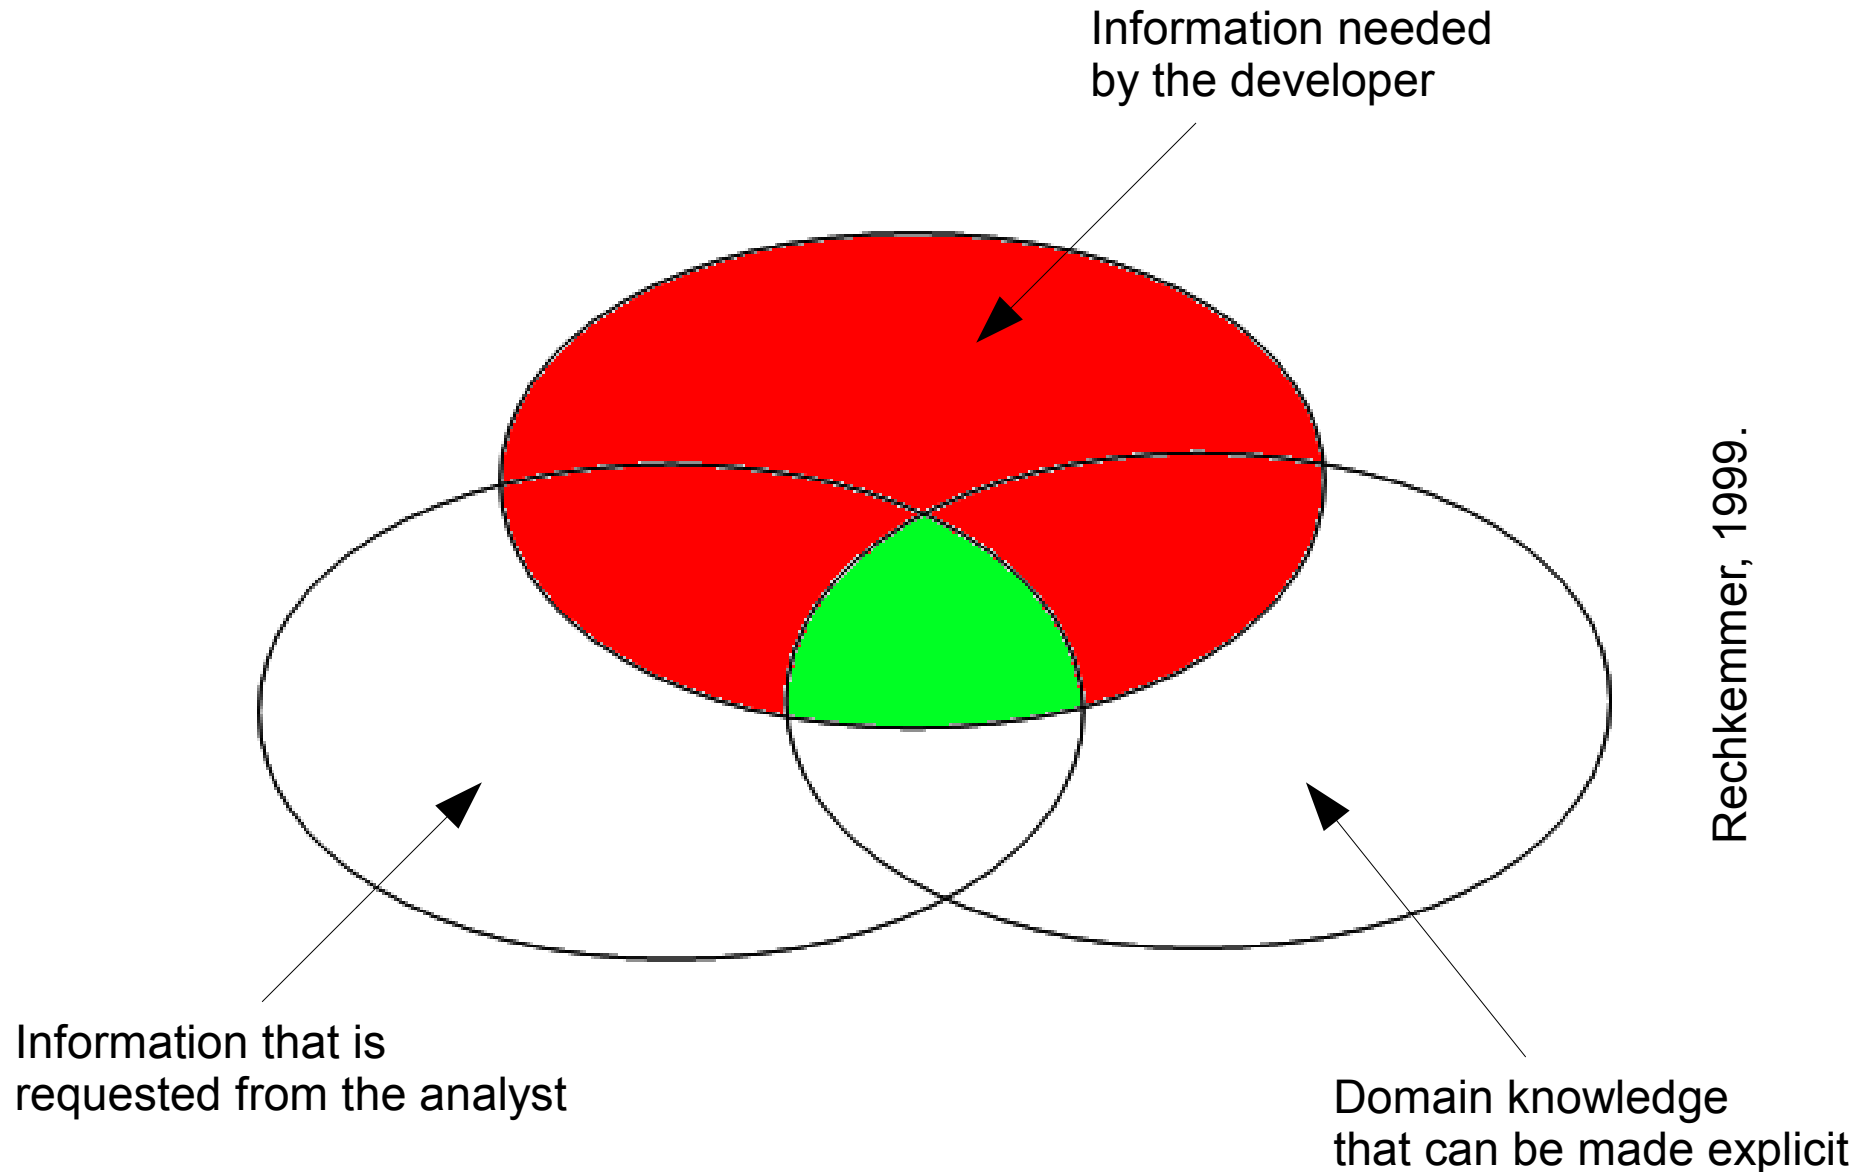 Information needed
by the developer
Rechkemmer, 1999.
Information that is
requested from the analyst
Domain knowledge
that can be made explicit